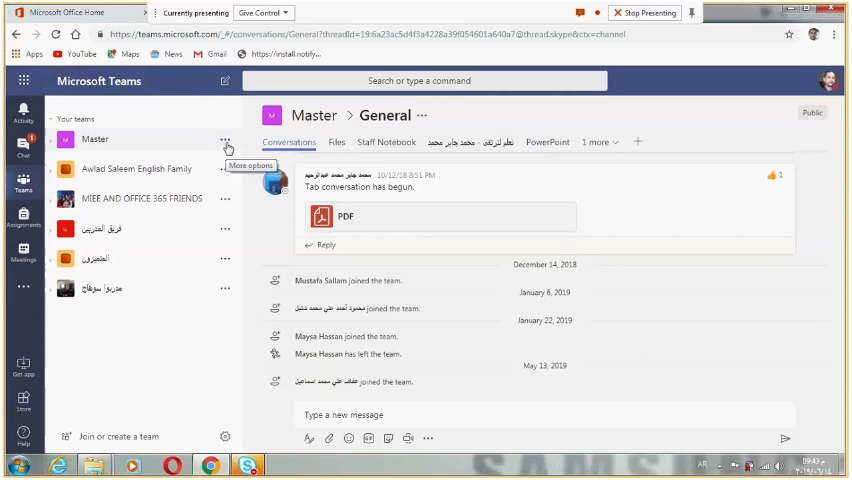 Microsoft Office Home
Currently presenting
Give Control
Stop Presenting
https://teams.microsoft.com/_#/conversations/General?threadId=19:6a23ac5d4f3a4228a39f054601a640a7@thread.skype&ctx=channel
Apps YouTube Maps News Gmail https://install.notify...
Microsoft Teams
Search or type a command
Activity
Chat
1
Teams
Assignments
Meetings
Get app
Store
Help
Your teams
M Master
More options
Awlad Saleem English Family
MIEE AND OFFICE 365 FRIENDS
فريق المدربين
المتميزون
مدربوا سوهاج
Join or create a team
M Master > General
Public
Conversations Files Staff Notebook تعلم لترتقي - محمد جابر محمد PowerPoint 1 more
محمد جابر محمد عبدالرحيم 10/12/18 8:51 PM
1
Tab conversation has begun.
PDF
Reply
December 14, 2018
Mustafa Sallam joined the team.
January 6, 2019
محمود أحمد علي محمد شتيل joined the team.
January 22, 2019
Maysa Hassan joined the team.
Maysa Hassan has left the team.
May 13, 2019
عفاف علي محمد اسماعيل joined the team.
Type a new message
SAMSUNG
AR
09:43 م
٢٠١٩/٠٦/١٤